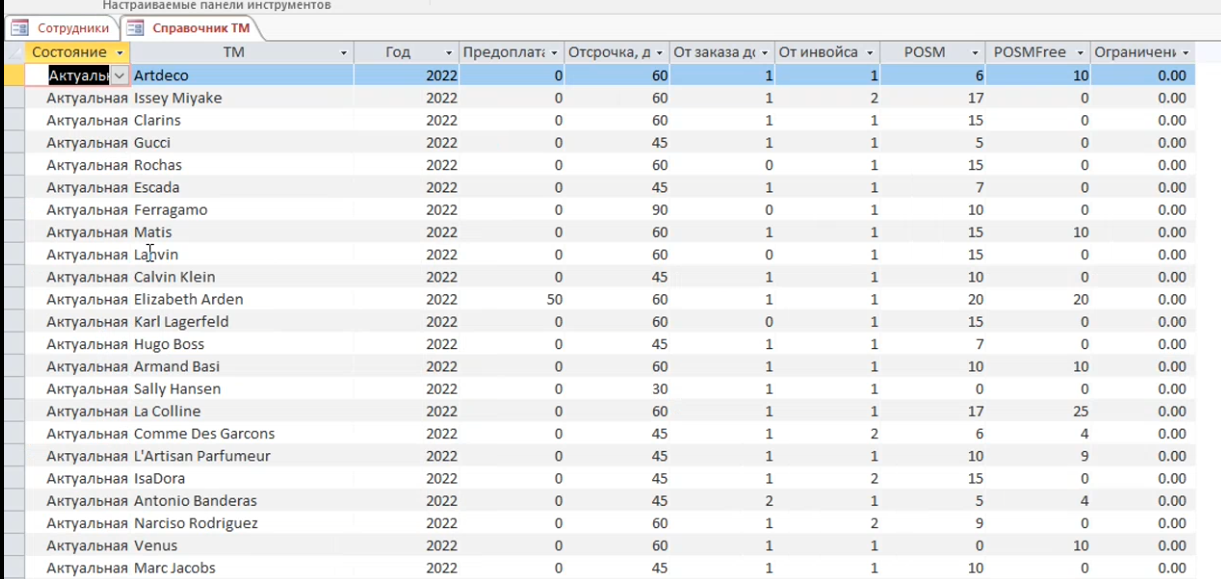 Настраиваемые панели инструментов
Сотрудники Справочник ТМ
Состояние ТМ Год Предоплата Отсрочка, д От заказа до От инвойса POSM POSMFree Ограничени
Актуальн Artdeco 2022 0 60 1 1 6 10 0.00
Актуальная Issey Miyake 2022 0 60 1 2 17 0 0.00
Актуальная Clarins 2022 0 60 1 1 15 0 0.00
Актуальная Gucci 2022 0 45 1 1 5 0 0.00
Актуальная Rochas 2022 0 60 0 1 15 0 0.00
Актуальная Escada 2022 0 45 1 1 7 0 0.00
Актуальная Ferragamo 2022 0 90 0 1 10 0 0.00
Актуальная Matis 2022 0 60 1 1 15 10 0.00
Актуальная Lanvin 2022 0 60 0 1 15 0 0.00
Актуальная Calvin Klein 2022 0 45 1 1 10 0 0.00
Актуальная Elizabeth Arden 2022 50 60 1 1 20 20 0.00
Актуальная Karl Lagerfeld 2022 0 60 0 1 15 0 0.00
Актуальная Hugo Boss 2022 0 45 1 1 7 0 0.00
Актуальная Armand Basi 2022 0 60 1 1 10 10 0.00
Актуальная Sally Hansen 2022 0 30 1 1 0 0 0.00
Актуальная La Colline 2022 0 60 1 1 17 25 0.00
Актуальная Comme Des Garcons 2022 0 45 1 2 6 4 0.00
Актуальная L'Artisan Parfumeur 2022 0 45 1 1 10 9 0.00
Актуальная IsaDora 2022 0 45 1 2 15 0 0.00
Актуальная Antonio Banderas 2022 0 45 2 1 5 4 0.00
Актуальная Narciso Rodriguez 2022 0 60 1 2 9 0 0.00
Актуальная Venus 2022 0 60 1 1 0 10 0.00
Актуальная Marc Jacobs 2022 0 45 1 1 10 0 0.00